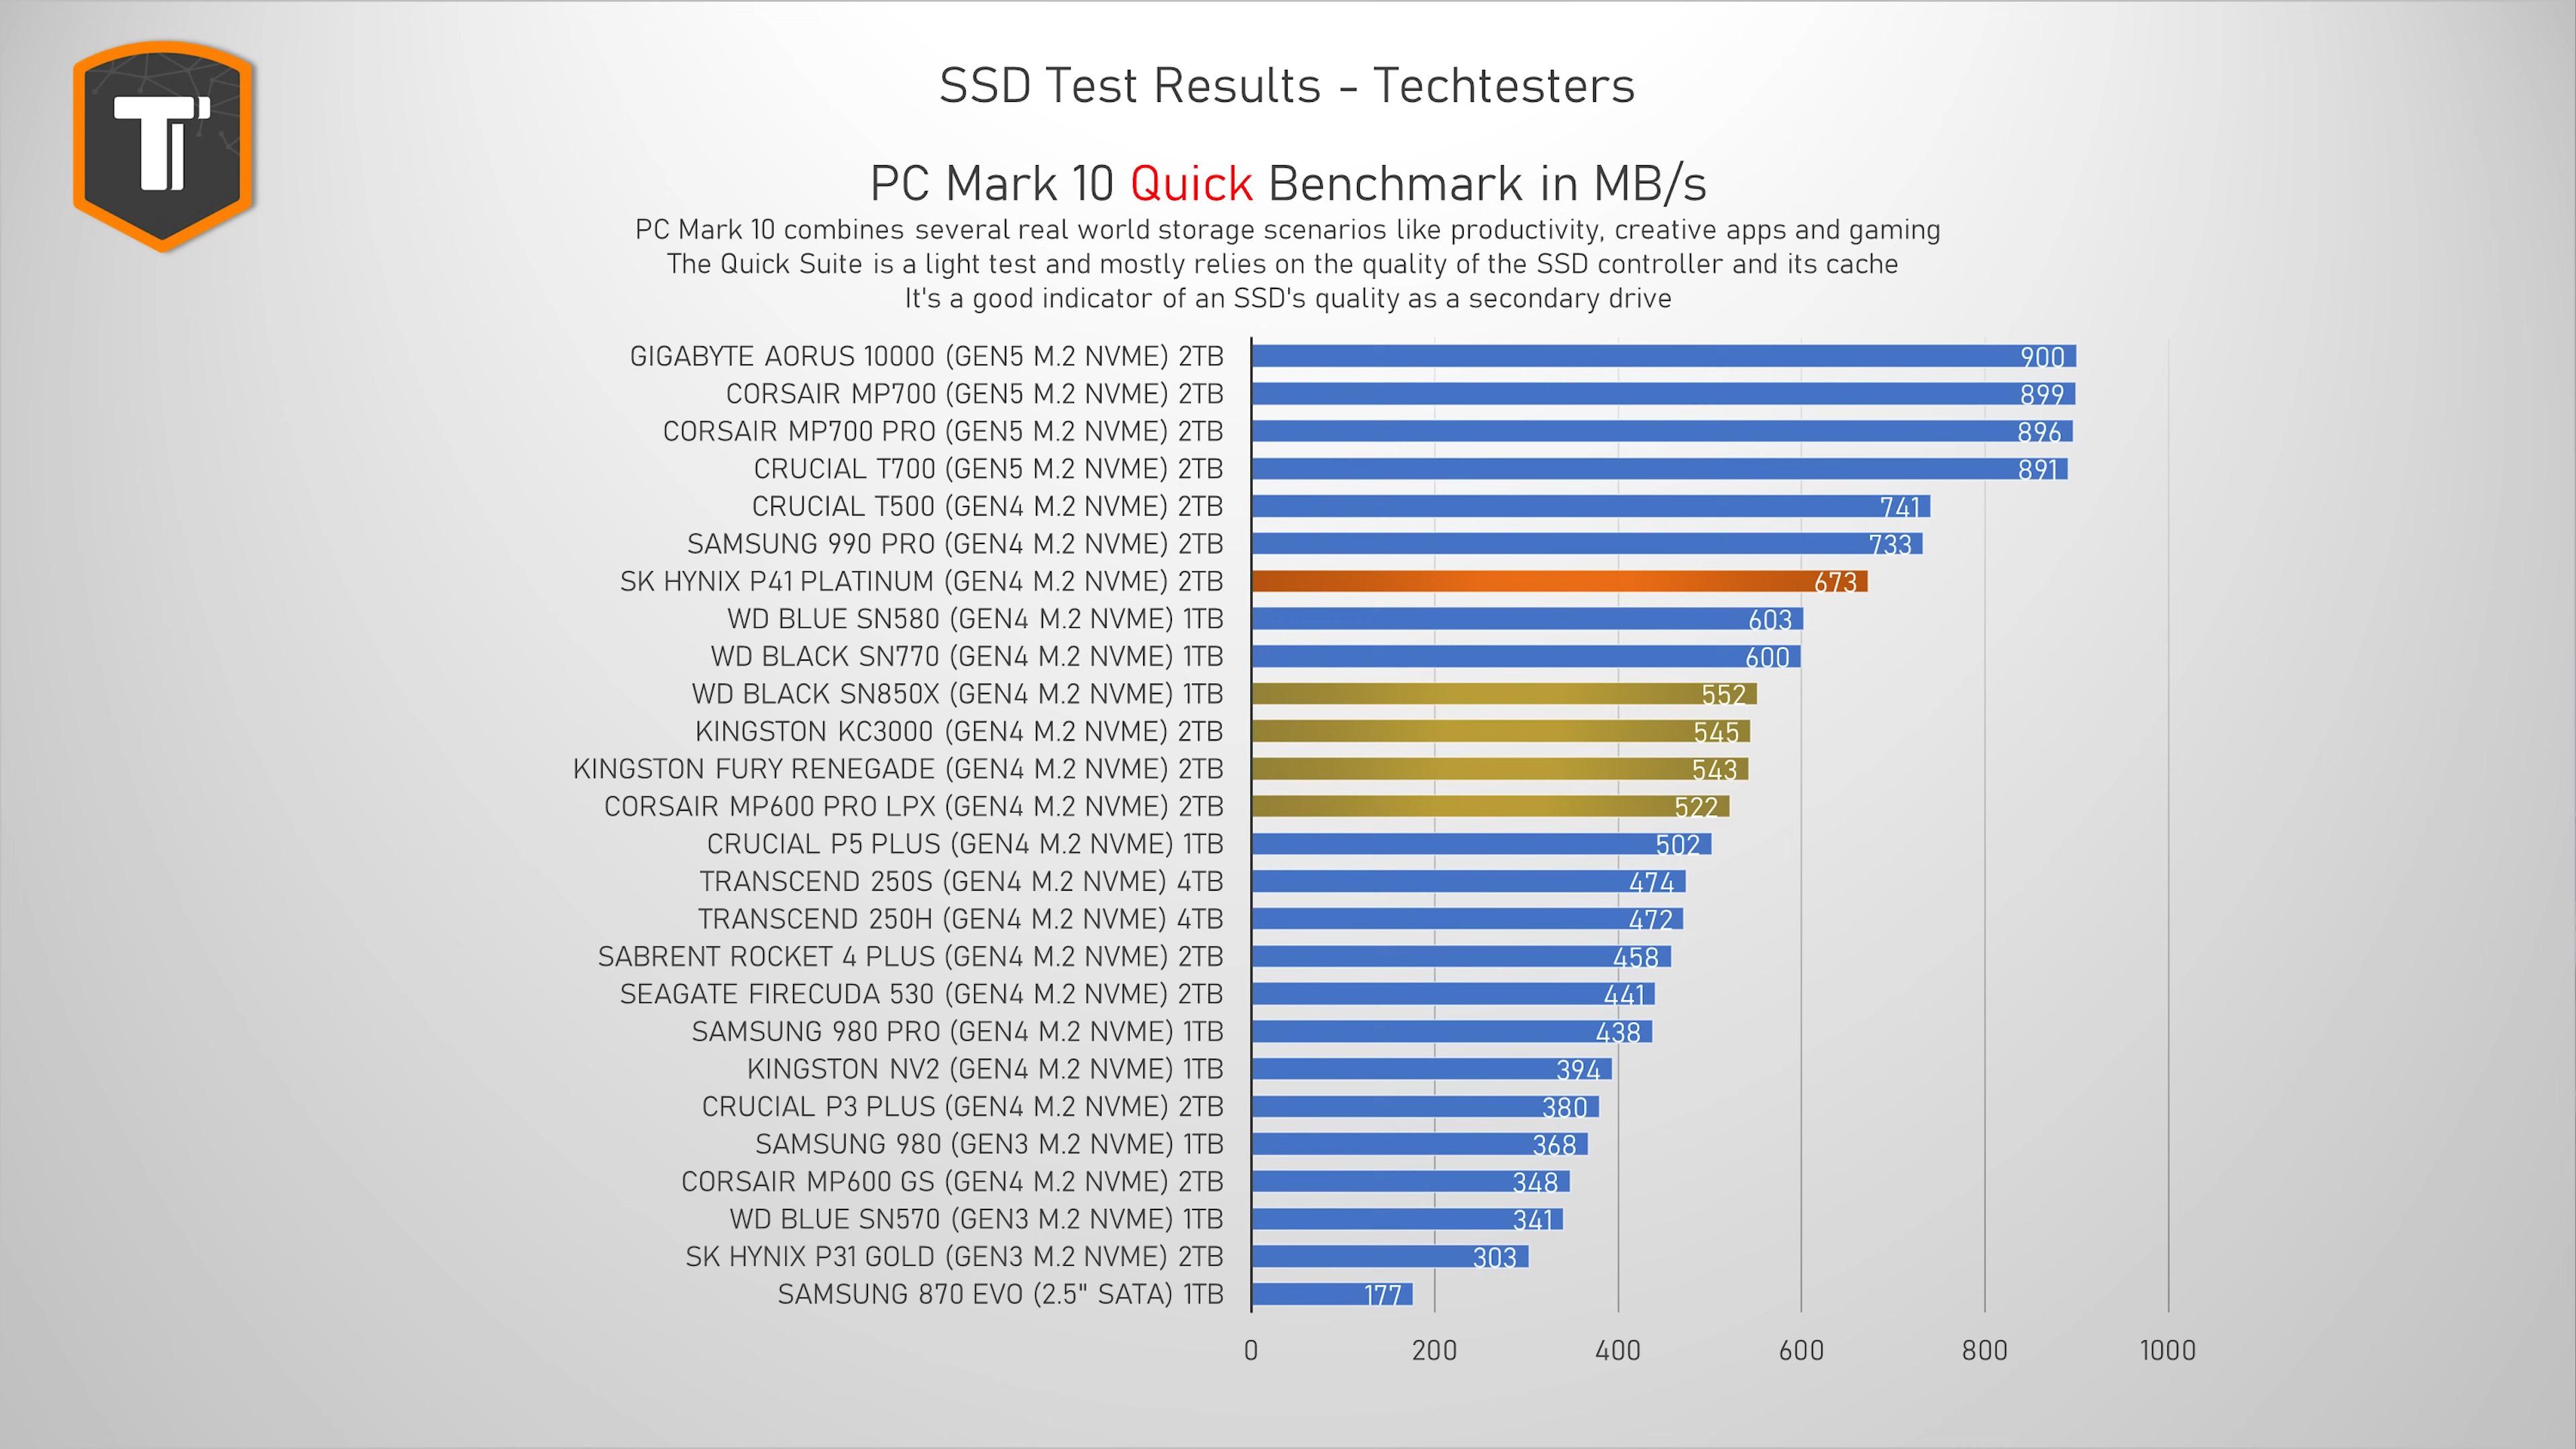 SSD Test Results - Techtesters
PC Mark 10 Quick Benchmark in MB/s
PC Mark 10 combines several real world storage scenarios like productivity, creative apps and gaming
The Quick Suite is a light test and mostly relies on the quality of the SSD controller and its cache
It's a good indicator of an SSD's quality as a secondary drive
GIGABYTE AORUS 10000 (GEN5 M.2 NVME) 2TB 900
CORSAIR MP700 (GEN5 M.2 NVME) 2TB 899
CORSAIR MP700 PRO (GEN5 M.2 NVME) 2TB 896
CRUCIAL T700 (GEN5 M.2 NVME) 2TB 891
CRUCIAL T500 (GEN4 M.2 NVME) 2TB 741
SAMSUNG 990 PRO (GEN4 M.2 NVME) 2TB 733
SK HYNIX P41 PLATINUM (GEN4 M.2 NVME) 2TB 673
WD BLUE SN580 (GEN4 M.2 NVME) 1TB 603
WD BLACK SN770 (GEN4 M.2 NVME) 1TB 600
WD BLACK SN850X (GEN4 M.2 NVME) 1TB 552
KINGSTON KC3000 (GEN4 M.2 NVME) 2TB 545
KINGSTON FURY RENEGADE (GEN4 M.2 NVME) 2TB 543
CORSAIR MP600 PRO LPX (GEN4 M.2 NVME) 2TB 522
CRUCIAL P5 PLUS (GEN4 M.2 NVME) 1TB 502
TRANSCEND 250S (GEN4 M.2 NVME) 4TB 474
TRANSCEND 250H (GEN4 M.2 NVME) 4TB 472
SABRENT ROCKET 4 PLUS (GEN4 M.2 NVME) 2TB 458
SEAGATE FIRECUDA 530 (GEN4 M.2 NVME) 2TB 441
SAMSUNG 980 PRO (GEN4 M.2 NVME) 1TB 438
KINGSTON NV2 (GEN4 M.2 NVME) 1TB 394
CRUCIAL P3 PLUS (GEN4 M.2 NVME) 2TB 380
SAMSUNG 980 (GEN3 M.2 NVME) 1TB 368
CORSAIR MP600 GS (GEN4 M.2 NVME) 2TB 348
WD BLUE SN570 (GEN3 M.2 NVME) 1TB 341
SK HYNIX P31 GOLD (GEN3 M.2 NVME) 2TB 303
SAMSUNG 870 EVO (2.5" SATA) 1TB 177
0 200 400 600 800 1000